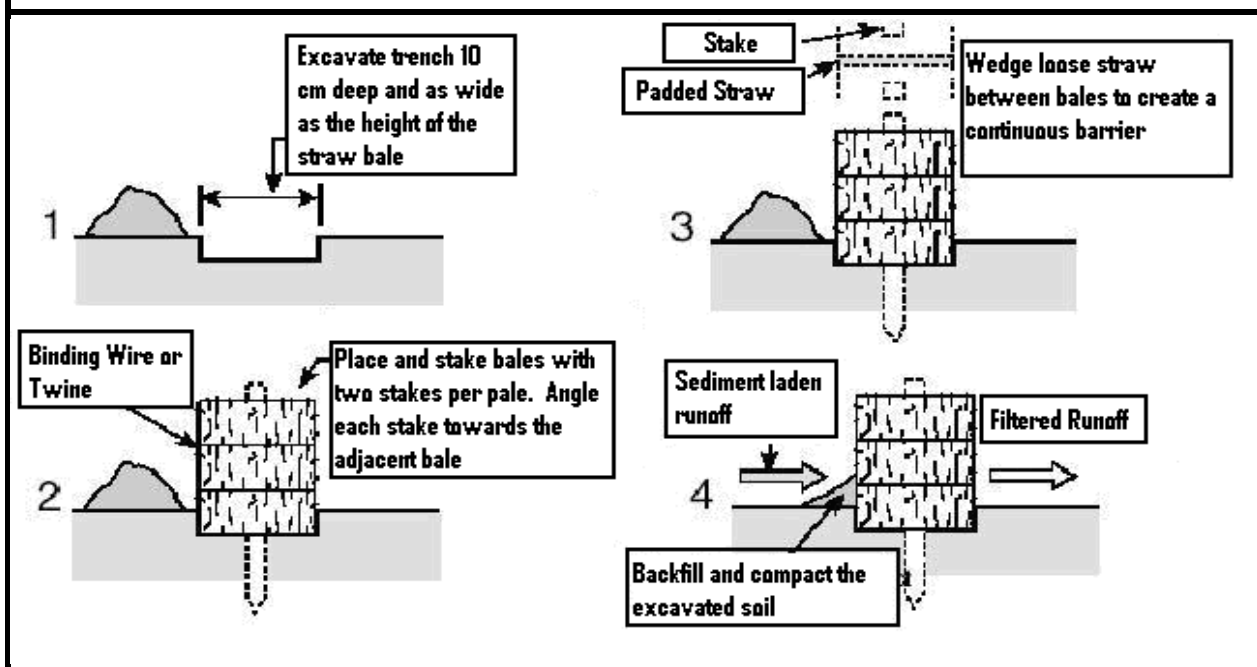 Excavate trench 10
cm deep and as wide
as the height of the
straw bale
1
Binding Wire or
Twine
Place and stake bales with
two stakes per pale. Angle
each stake towards the
adjacent bale
2
Stake
Padded Straw
Wedge loose straw
between bales to create a
continuous barrier
3
Sediment laden
runoff
Filtered Runoff
4
Backfill and compact the
excavated soil